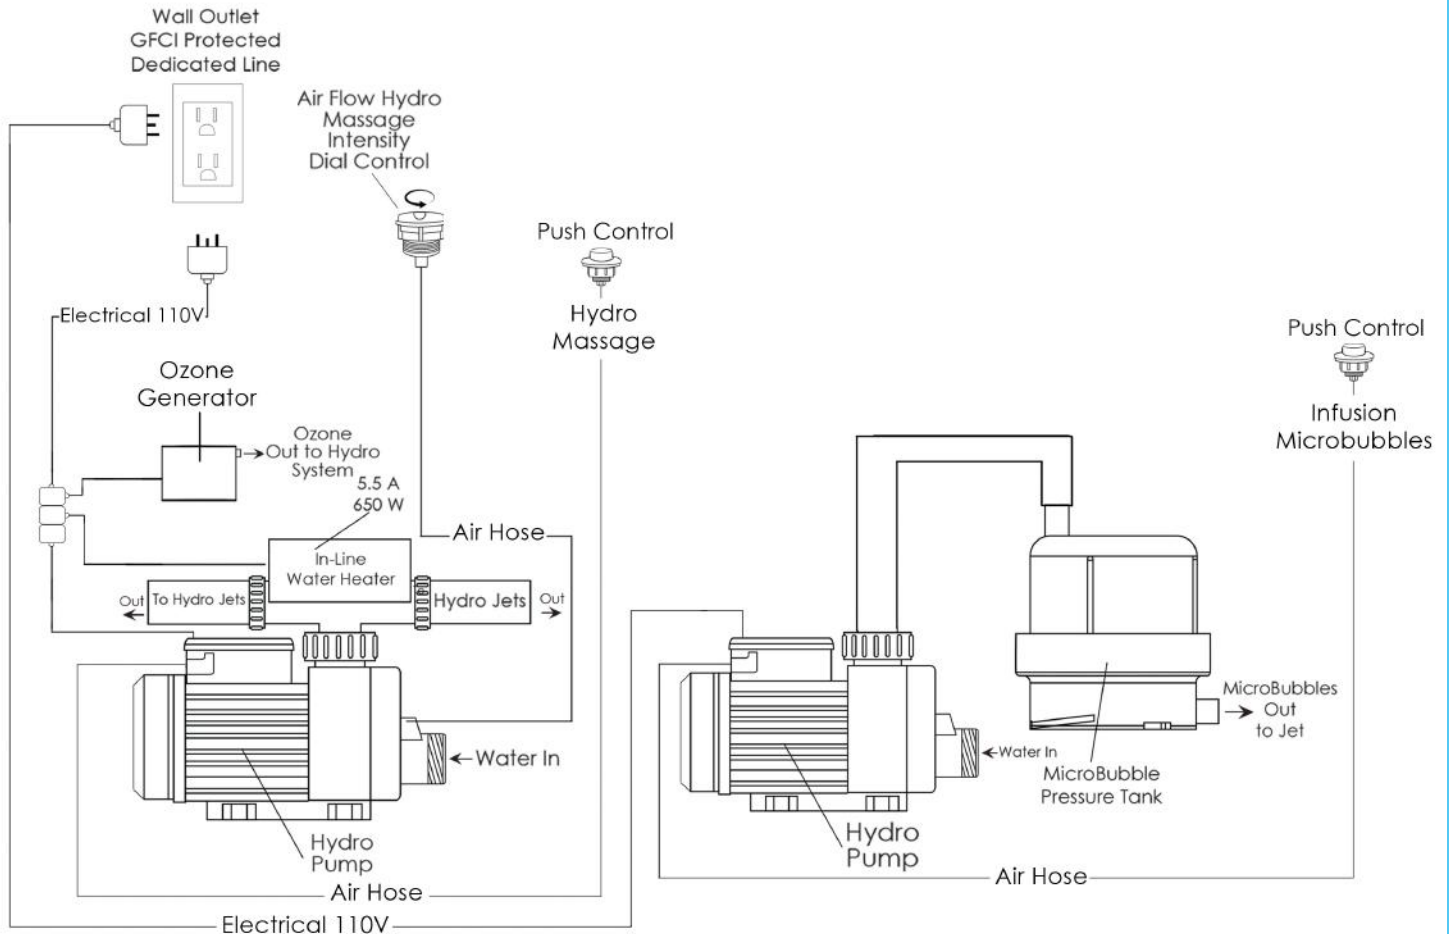 Wall Outlet
GFCI Protected
Dedicated Line
Air Flow Hydro
Massage
Intensity
Dial Control
Push Control
Hydro
Massage
Electrical 110V
Push Control
Infusion
Microbubbles
Ozone
Generator
Ozone
Out to Hydro
System
5.5 A
650 W
Air Hose
In-Line
Water Heater
Out
To Hydro Jets
Hydro Jets
Out
Water In
Hydro
Pump
Air Hose
Electrical 110V
MicroBubbles
Out
to Jet
Water In
MicroBubble
Pressure Tank
Hydro
Pump
Air Hose